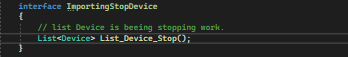 interface ImportingStopDevice
{
// list Device is beeing stopping work.
List<Device> List_Device_Stop();
}